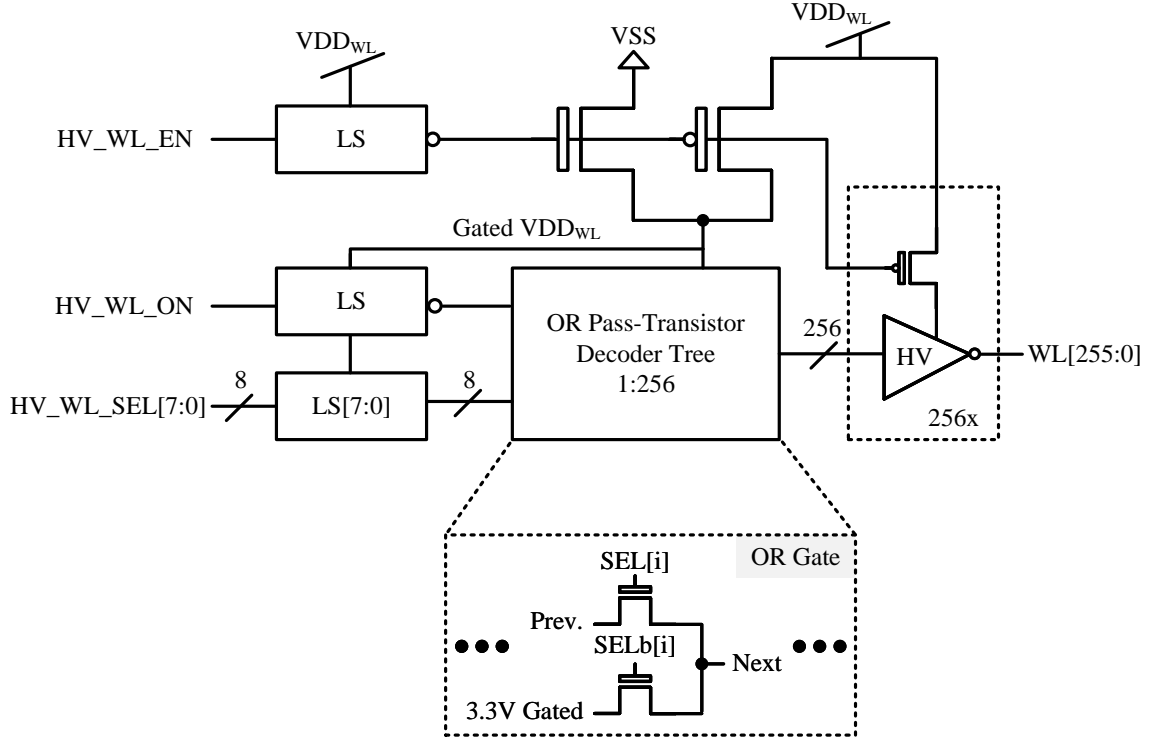 VDDWL
VSS
VDDWL
HV_WL_EN
LS
Gated VDDWL
HV_WL_ON
LS
OR Pass-Transistor
Decoder Tree
1:256
256
HV
WL[255:0]
HV_WL_SEL[7:0]
8
LS[7:0]
8
256x
OR Gate
SEL[i]
Prev.
SELb[i]
Next
3.3V Gated